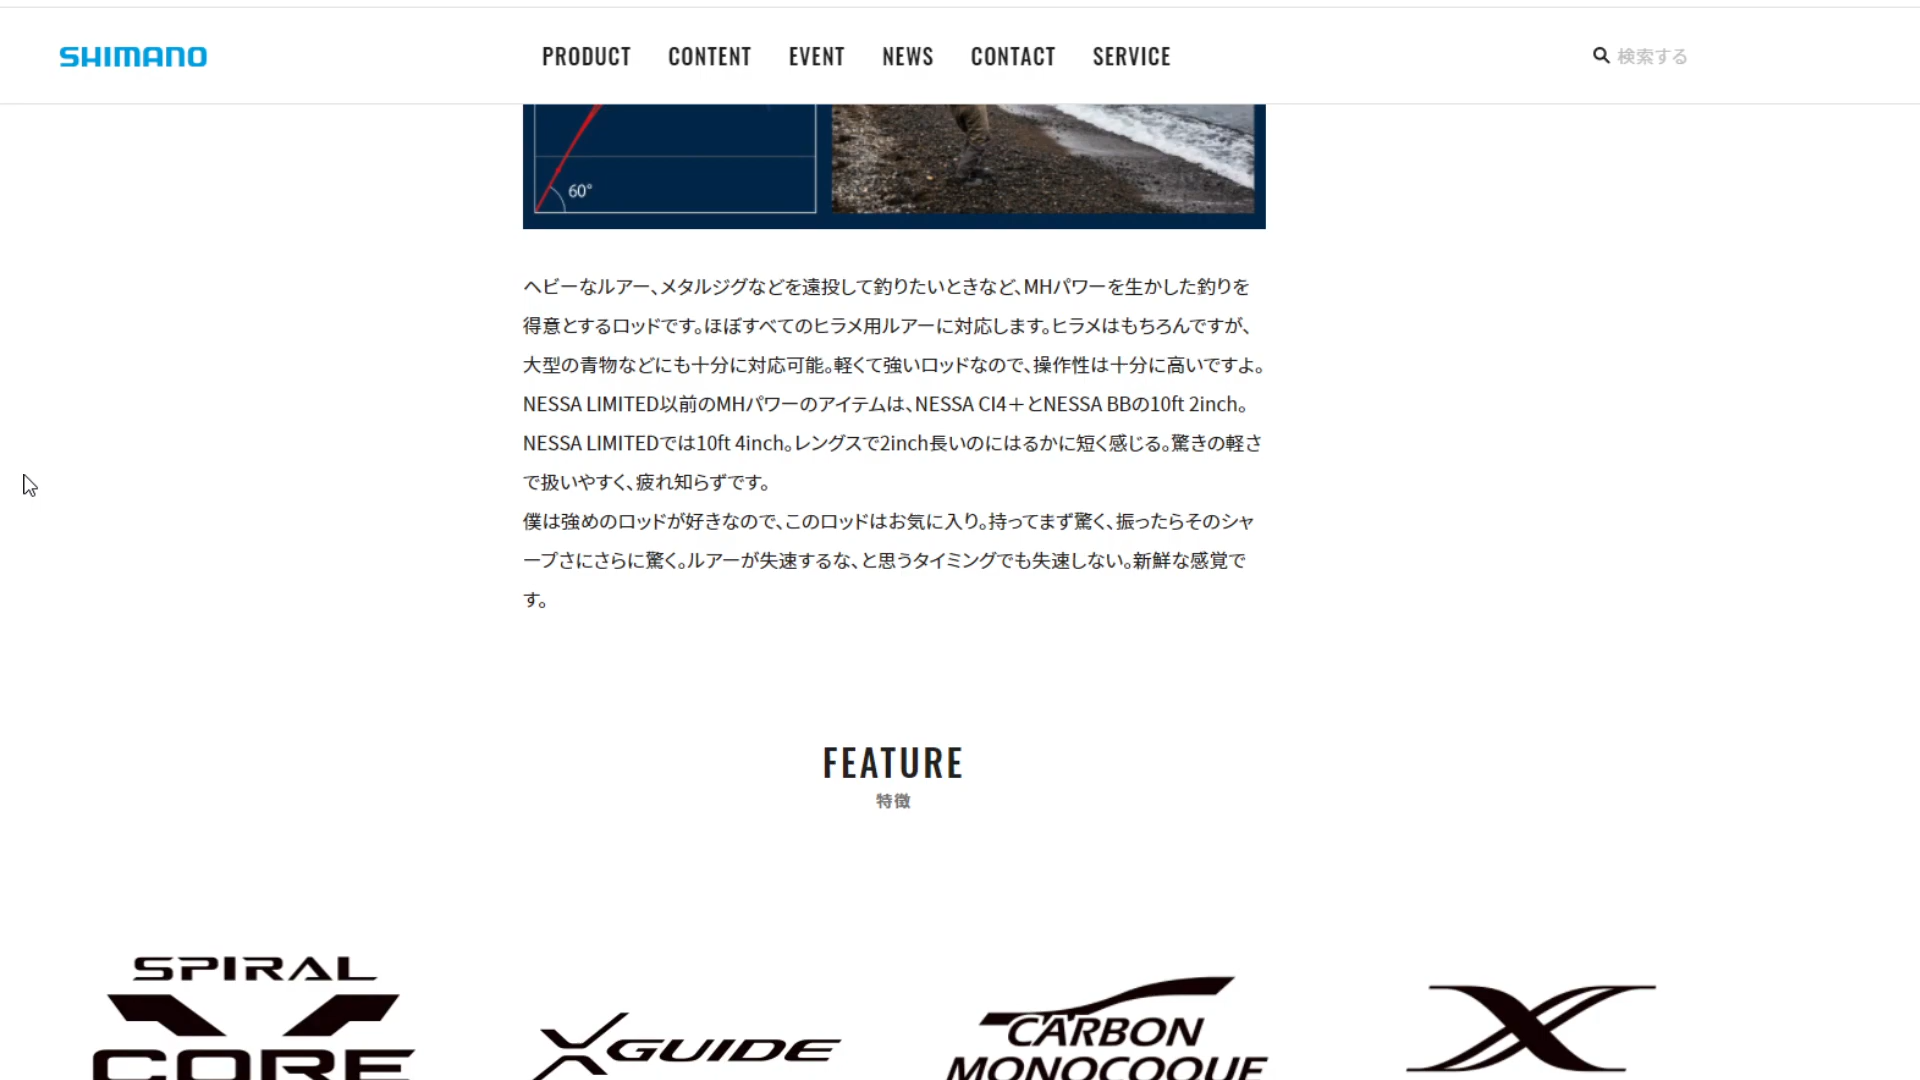 SHIMANO
PRODUCT CONTENT EVENT NEWS CONTACT SERVICE
検索する
60°
ヘビーなルアー、メタルジグなどを遠投して釣りたいときなど、MHパワーを生かした釣りを
得意とするロッドです。ほぼすべてのヒラメ用ルアーに対応します。ヒラメはもちろんですが、
大型の青物などにも十分に対応可能。軽くて強いロッドなので、操作性は十分に高いですよ。
NESSA LIMITED以前のMHパワーのアイテムは、NESSA CI4＋とNESSA BBの10ft 2inch。
NESSA LIMITEDでは10ft 4inch。レングスで2inch長いのにはるかに短く感じる。驚きの軽さ
で扱いやすく、疲れ知らずです。
僕は強めのロッドが好きなので、このロッドはお気に入り。持ってまず驚く、振ったらそのシャ
ープさにさらに驚く。ルアーが失速するな、と思うタイミングでも失速しない。新鮮な感覚で
す。
FEATURE
特徴
SPIRAL
X
CORE
XGUIDE
CARBON
MONOCOQUE
X